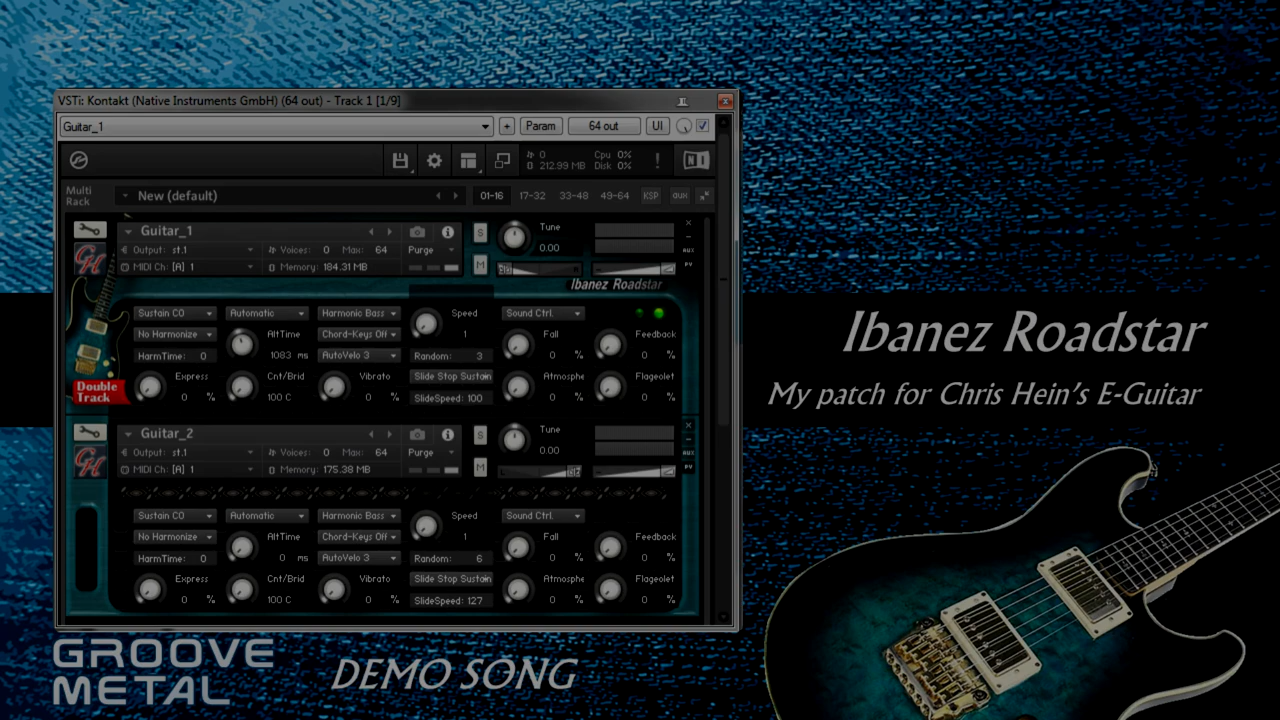 VSTi: Kontakt (Native Instruments GmbH) (64 out) - Track 1 [1/9]
Guitar_1
+ Param 64 out UI
0 Cpu 0%
212.99 MB Disk 0% !
Multi Rack New (default) 01-16 17-32 33-48 49-64 KSP aux
Guitar_1 S Tune
Output: st.1 Voices: 0 Max: 64 Purge 0.00 AUX
MIDI Ch: [A] 1 Memory: 184.31 MB M PV
Ibanez Roadstar
Sustain CO Automatic Harmonic Bass Speed Sound Ctrl.
No Harmonize AltTime Chord-Keys Off 1 Fall Feedback
HarmTime: 0 1083 ms AutoVelo 3 Random: 3 0 % 0 %
Express Cnt/Brid Vibrato Slide Stop Sustain Atmosphe Flageolet
0 % 100 C 0 % SlideSpeed: 100 0 % 0 %
Double
Track
Guitar_2 S Tune
Output: st.1 Voices: 0 Max: 64 Purge 0.00 AUX
MIDI Ch: [A] 1 Memory: 175.38 MB M PV
Sustain CO Automatic Harmonic Bass Speed Sound Ctrl.
No Harmonize AltTime Chord-Keys Off 1 Fall Feedback
HarmTime: 0 0 ms AutoVelo 3 Random: 6 0 % 0 %
Express Cnt/Brid Vibrato Slide Stop Sustain Atmosphe Flageolet
0 % 100 C 0 % SlideSpeed: 127 0 % 0 %
Ibanez Roadstar
My patch for Chris Hein's E-Guitar
GROOVE
METAL
DEMO SONG